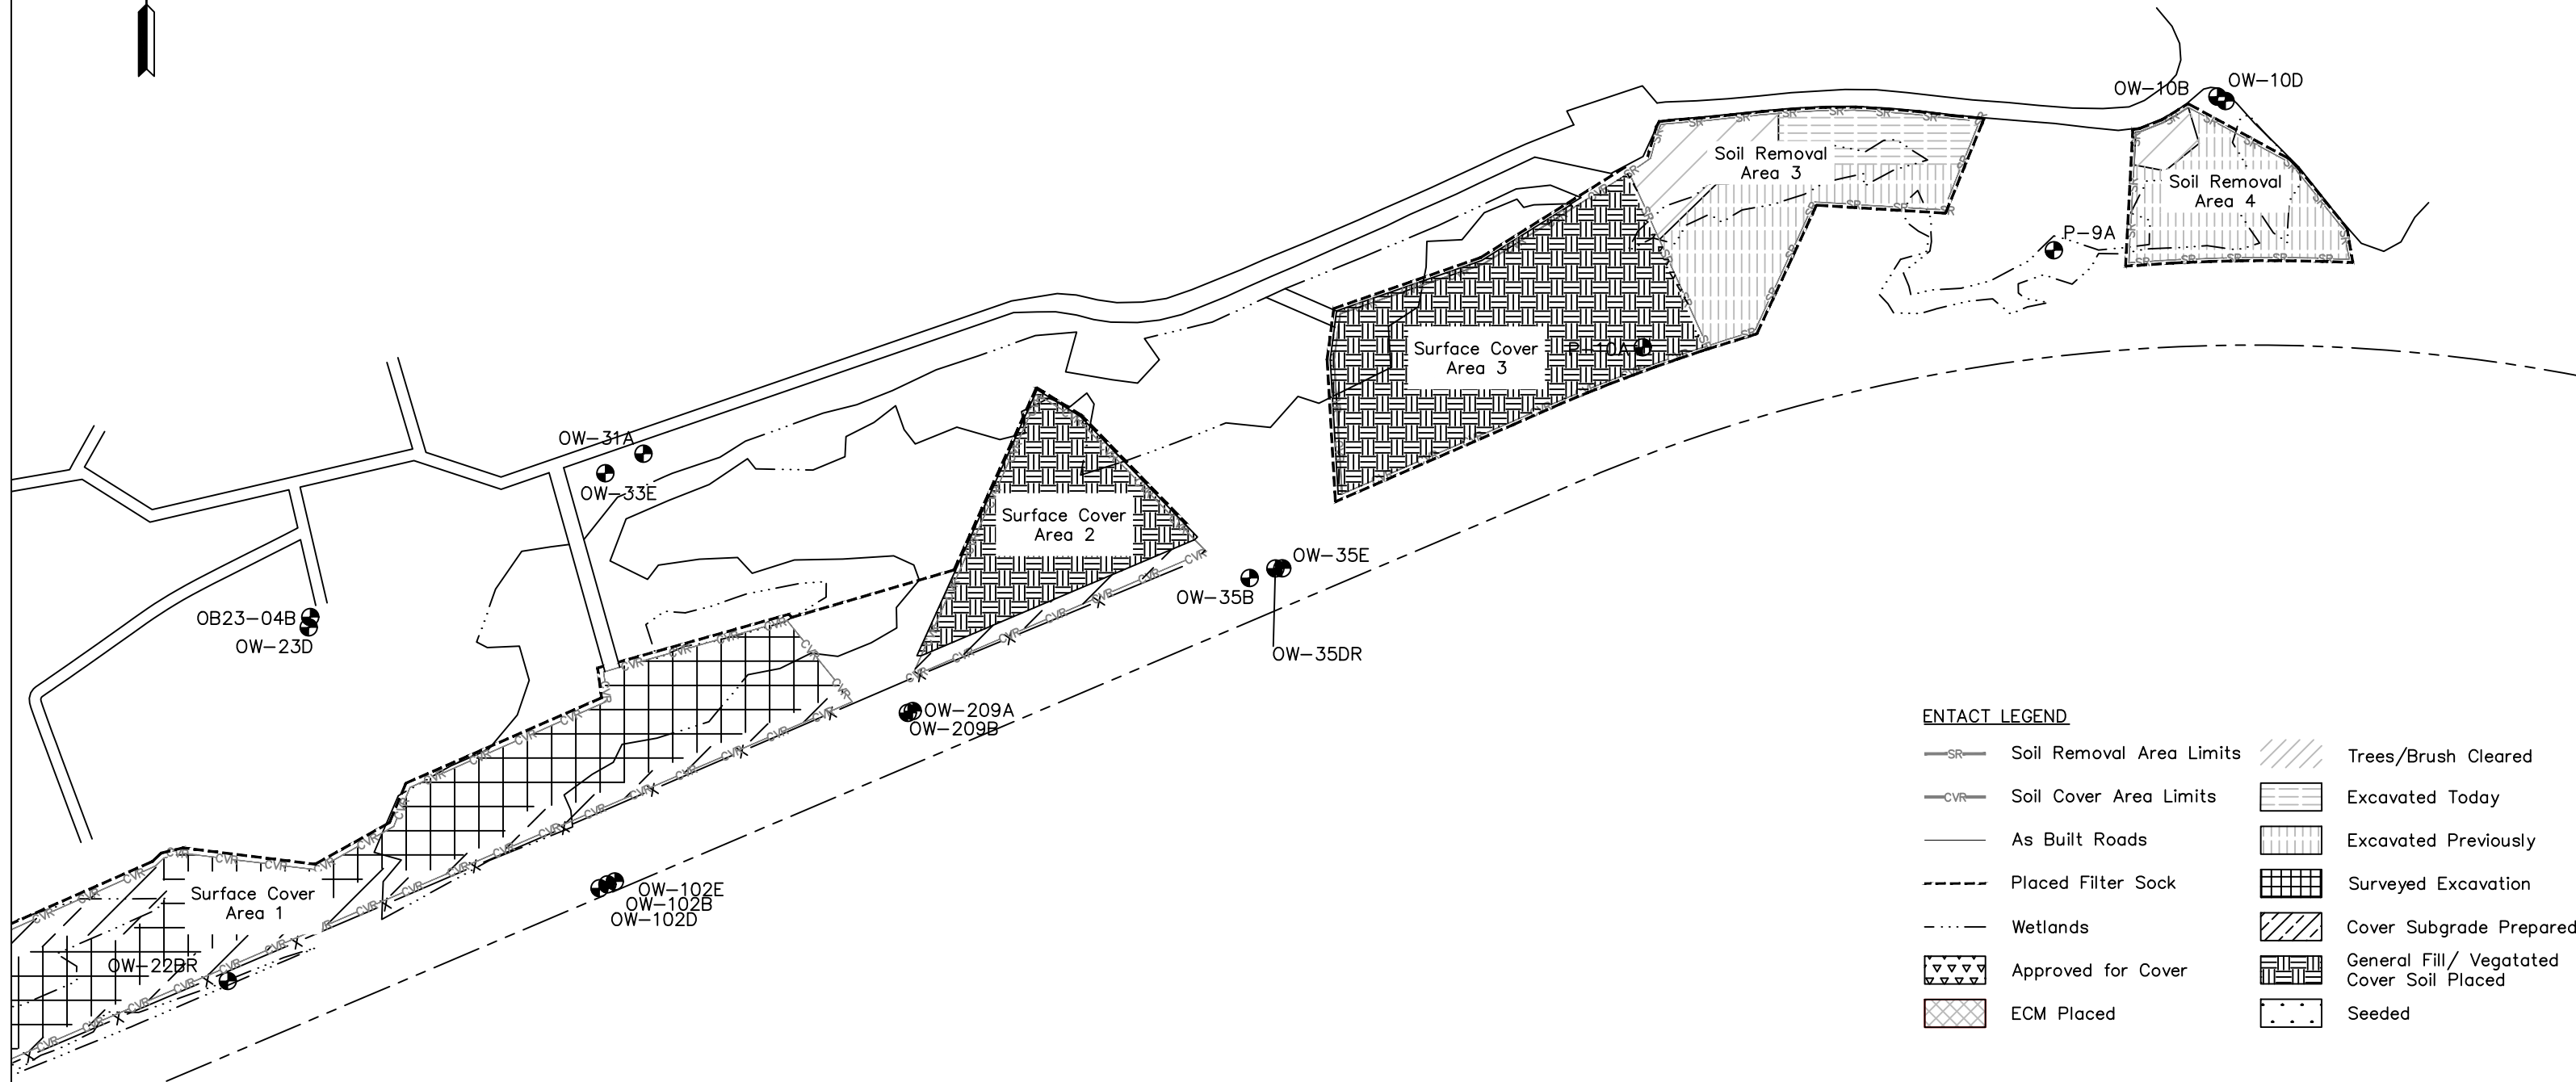 OW-10B
OW-10D
Soil Removal
Area 3
Soil Removal
Area 4
P-9A
Surface Cover
Area 3
P-10A
OW-31A
OW-33E
Surface Cover
Area 2
OW-35E
OW-35B
OW-35DR
OB23-04B
OW-23D
OW-209A
OW-209B
Surface Cover
Area 1
OW-102E
OW-102B
OW-102D
OW-22BR
ENTACT LEGEND
SR
Soil Removal Area Limits
CVR
Soil Cover Area Limits
As Built Roads
Placed Filter Sock
Wetlands
Approved for Cover
ECM Placed
Trees/Brush Cleared
Excavated Today
Excavated Previously
Surveyed Excavation
Cover Subgrade Prepared
General Fill/ Vegatated
Cover Soil Placed
Seeded